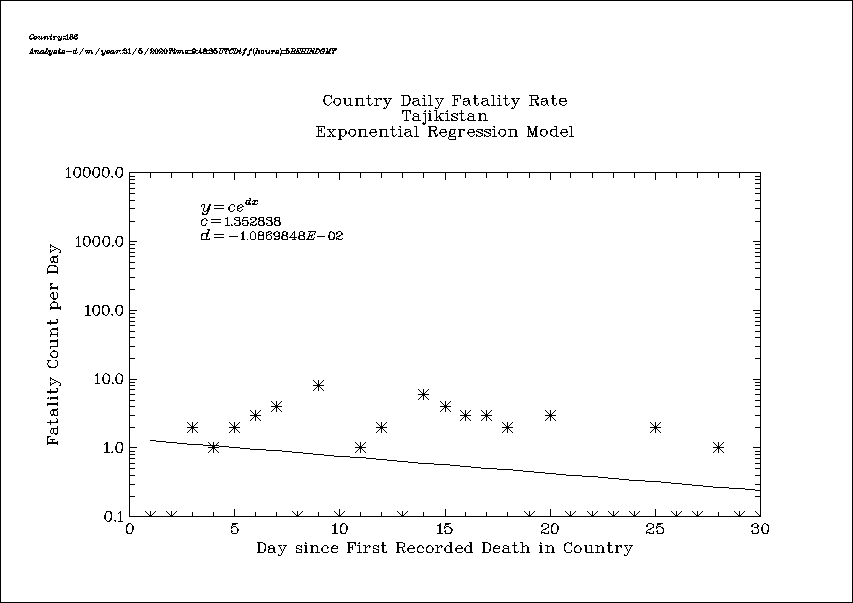 Country:186
Analysis-d/m/year:31/5/2020Time:9:48:35UTCDiff(hours):5BEHINDGMT
Country Daily Fatality Rate
Tajikistan
Exponential Regression Model
10000.0
y=ce^dx
c=1.352838
d=-1.0869848E-02
1000.0
100.0
10.0
1.0
0.1
Fatality Count per Day
0 5 10 15 20 25 30
Day since First Recorded Death in Country